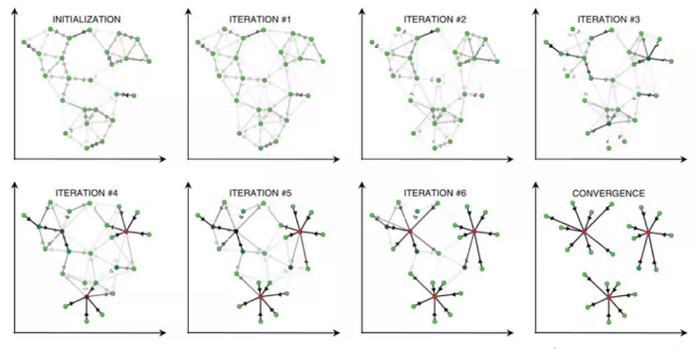 INITIALIZATION
ITERATION #1
ITERATION #2
ITERATION #3
ITERATION #4
ITERATION #5
ITERATION #6
CONVERGENCE